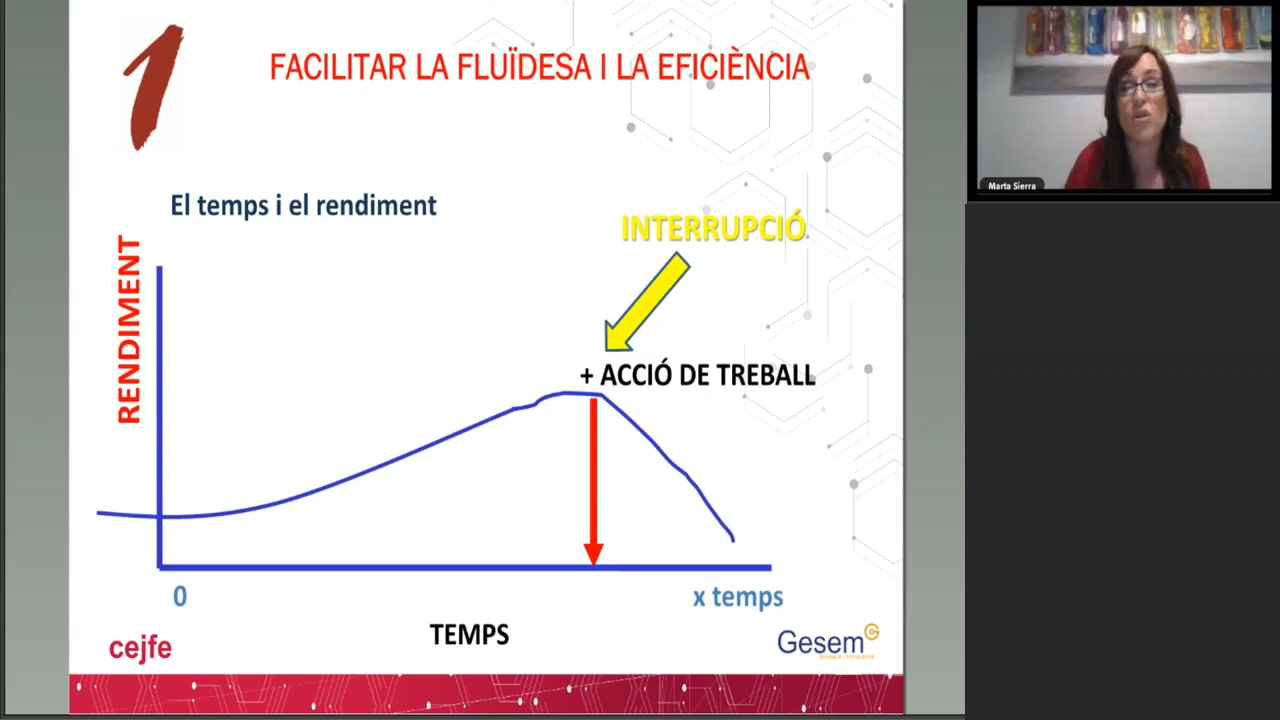 1
FACILITAR LA FLUÏDESA I LA EFICIÈNCIA
Marta Sierra
El temps i el rendiment
INTERRUPCIÓ
RENDIMENT
+ ACCIÓ DE TREBALL
0
x temps
TEMPS
cejfe
Gesem